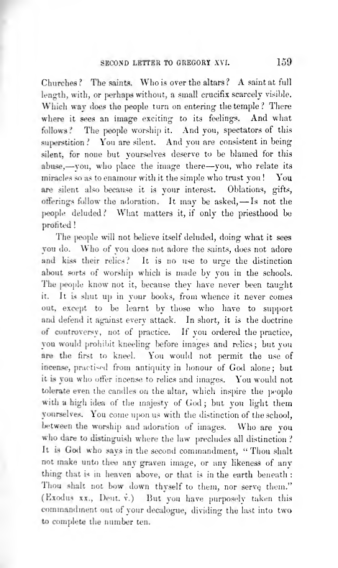 SECOND LETTER TO GREGORY XVI. 159
Churches? The saints. Who is over the altars? A saint at full
length, with, or perhaps without, a small crucifix scarcely visible.
Which way does the people turn on entering the temple? There
where it sees an image exciting to its feelings. And what
follows? The people worship it. And you, spectators of this
superstition? You are silent. And you are consistent in being
silent, for none but yourselves deserve to be blamed for this
abuse,—you, who place the image there—you, who relate its
miracles so as to enamour with it the simple who trust you! You
are silent also because it is your interest. Oblations, gifts,
offerings follow the adoration. It may be asked,—Is not the
people deluded? What matters it, if only the priesthood be
profited!
The people will not believe itself deluded, doing what it sees
you do. Who of you does not adore the saints, does not adore
and kiss their relics? It is no use to urge the distinction
about sorts of worship which is made by you in the schools.
The people know not it, because they have never been taught
it. It is shut up in your books, from whence it never comes
out, except to be learnt by those who have to support
and defend it against every attack. In short, it is the doctrine
of controversy, not of practice. If you ordered the practice,
you would prohibit kneeling before images and relics; but you
are the first to kneel. You would not permit the use of
incense, practised from antiquity in honour of God alone; but
it is you who offer incense to relics and images. You would not
tolerate even the candles on the altar, which inspire the people
with a high idea of the majesty of God; but you light them
yourselves. You come upon us with the distinction of the school,
between the worship and adoration of images. Who are you
who dare to distinguish where the law precludes all distinction?
It is God who says in the second commandment, "Thou shalt
not make unto thee any graven image, or any likeness of any
thing that is in heaven above, or that is in the earth beneath:
Thou shalt not bow down thyself to them, nor serve them."
(Exodus xx., Deut. v.) But you have purposely taken this
commandment out of your decalogue, dividing the last into two
to complete the number ten.